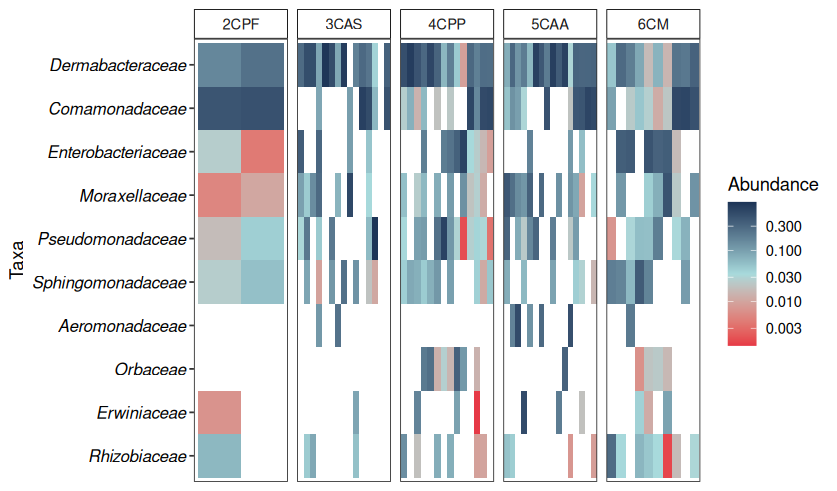 2CPF 3CAS 4CPP 5CAA 6CM
Dermabacteraceae
Comamonadaceae
Enterobacteriaceae
Moraxellaceae
Pseudomonadaceae
Sphingomonadaceae
Aeromonadaceae
Orbaceae
Erwiniaceae
Rhizobiaceae
Taxa
Abundance
0.300
0.100
0.030
0.010
0.003